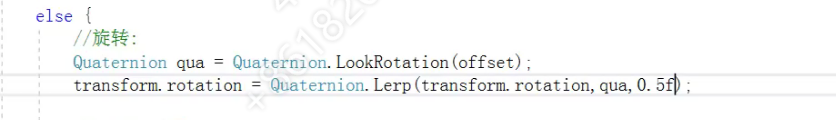 else {
//旋转:
Quaternion qua = Quaternion.LookRotation(offset);
transform.rotation = Quaternion.Lerp(transform.rotation,qua,0.5f);